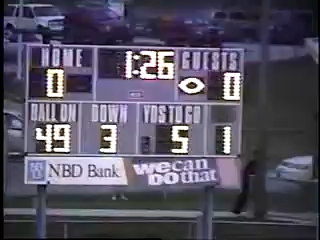 HOME 1:26 GUESTS
0 0
BALL ON DOWN YDS TO GO
49 3 5 1
NBD Bank we can
Do that